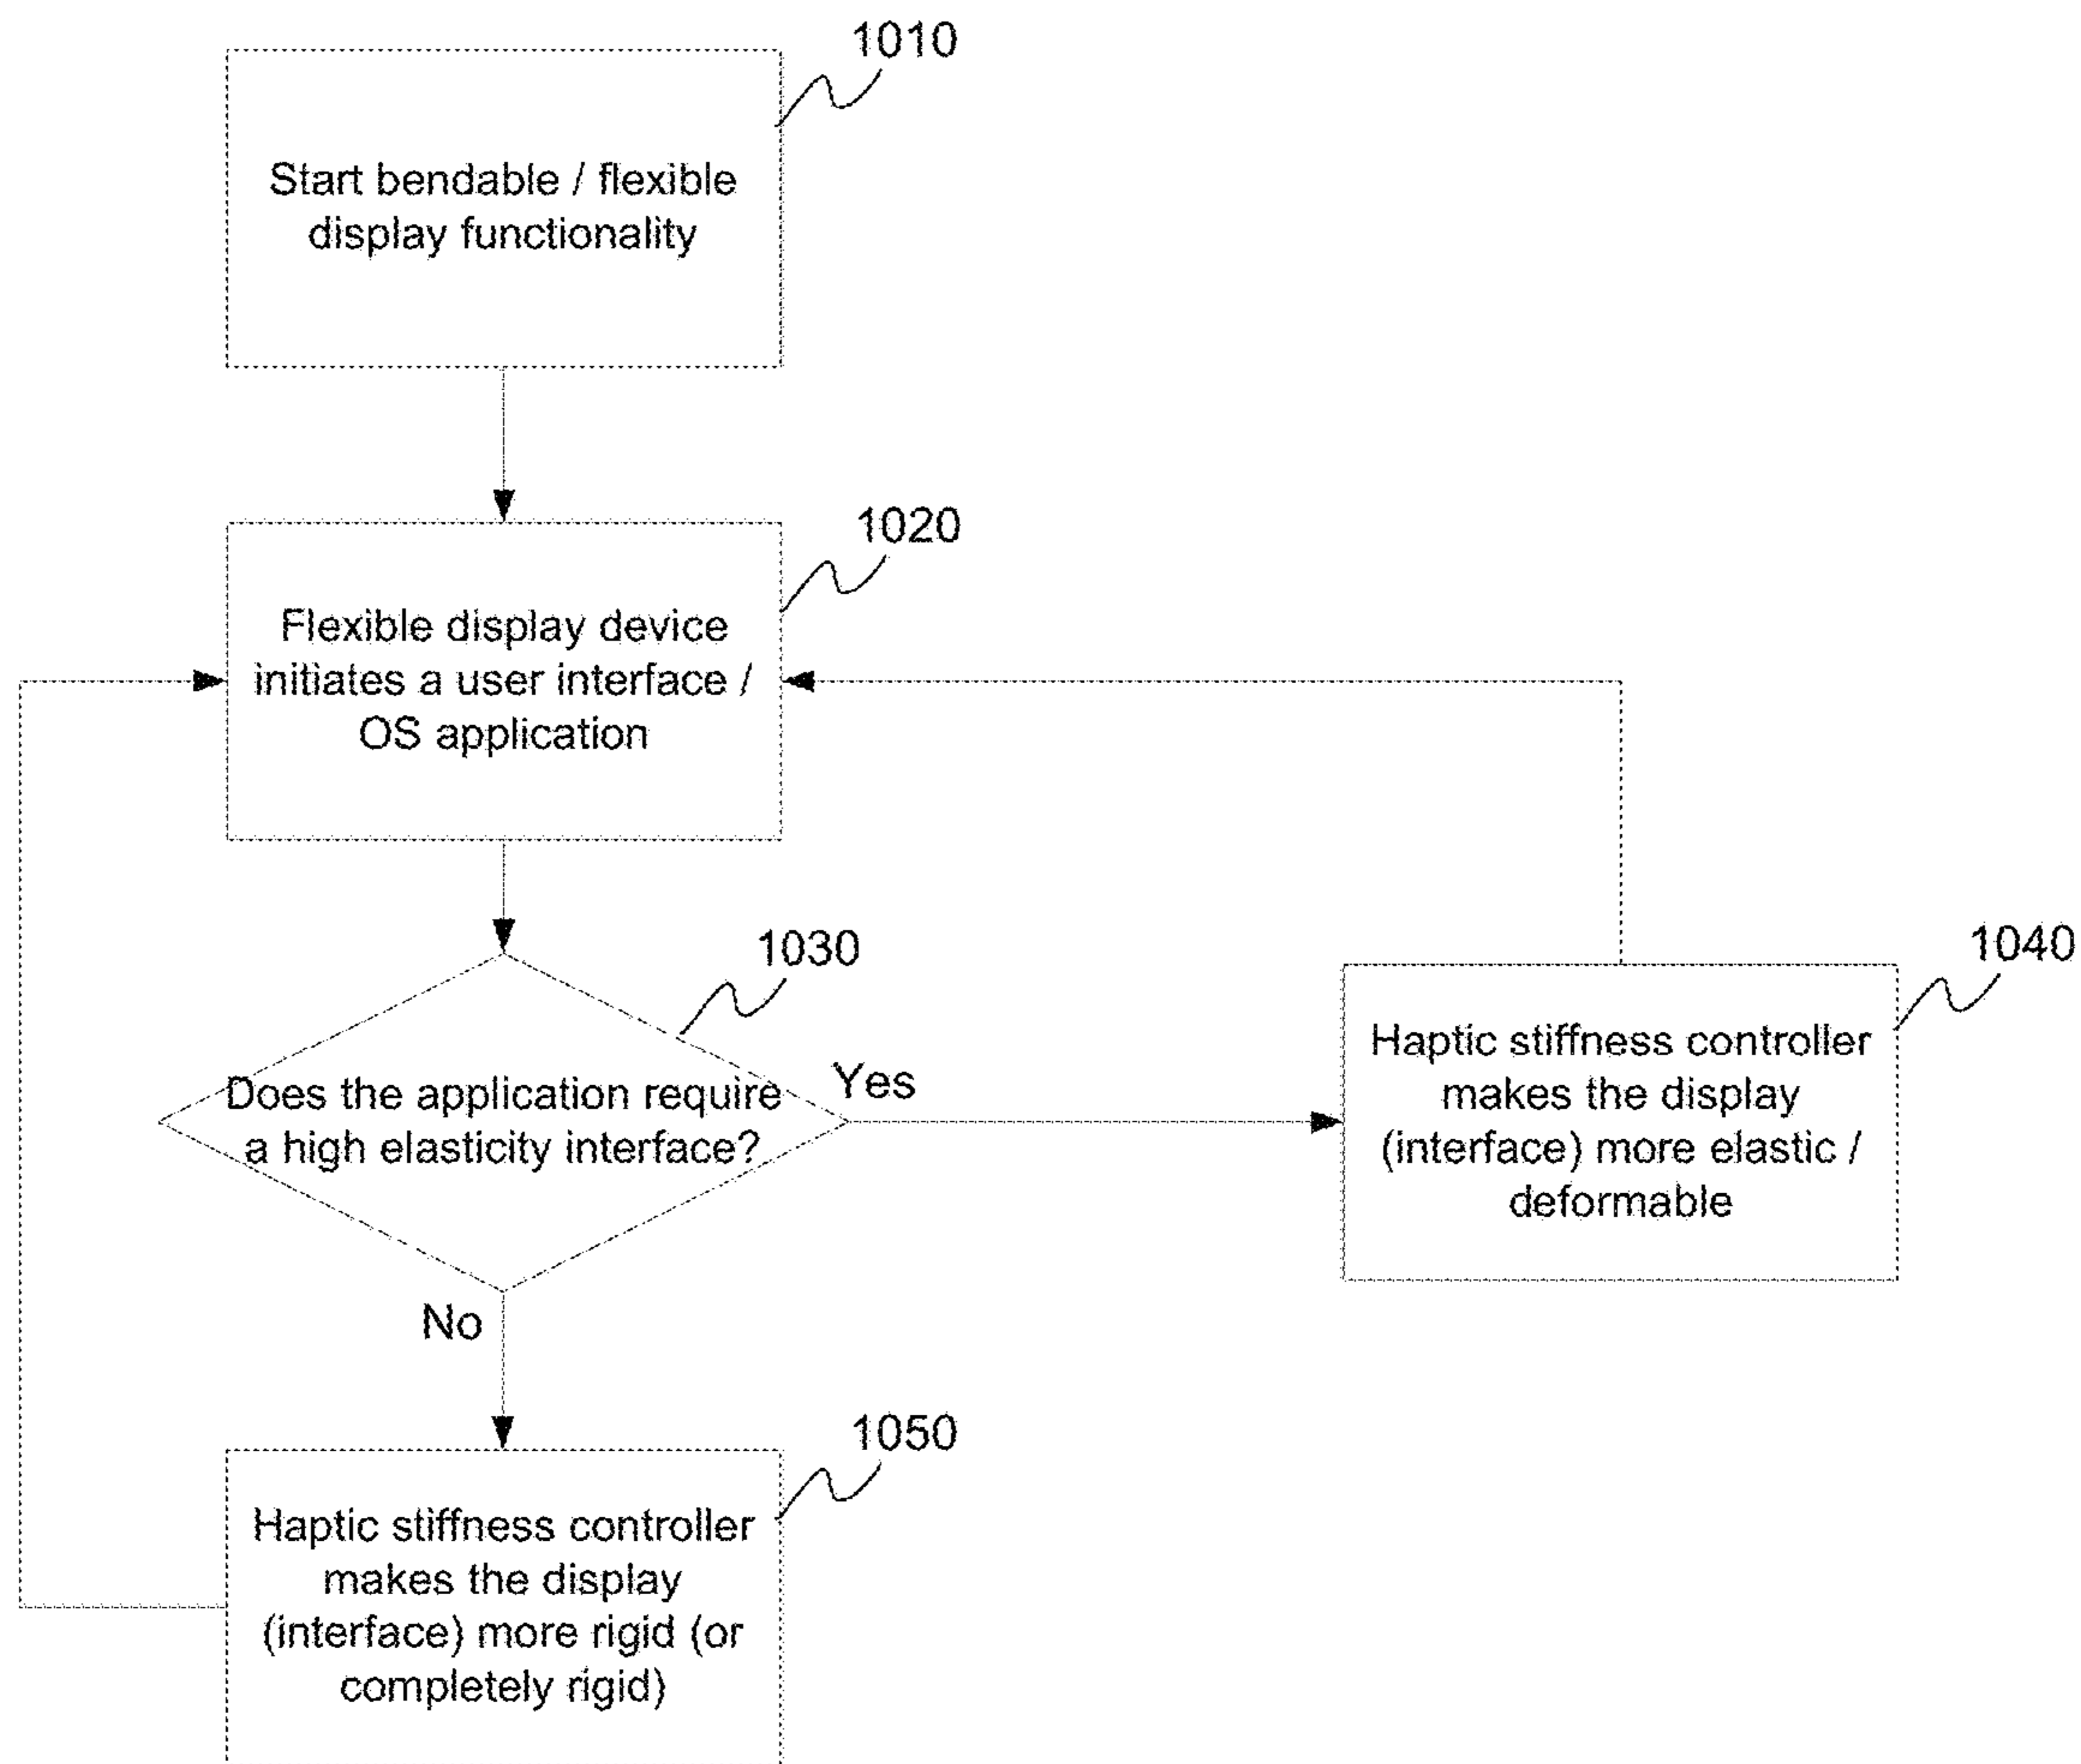 1010
Start bendable / flexible
display functionality
1020
Flexible display device
initiates a user interface /
OS application
1030
Does the application require
a high elasticity interface?
Yes
1040
Haptic stiffness controller
makes the display
(interface) more elastic /
deformable
No
1050
Haptic stiffness controller
makes the display
(interface) more rigid (or
completely rigid)